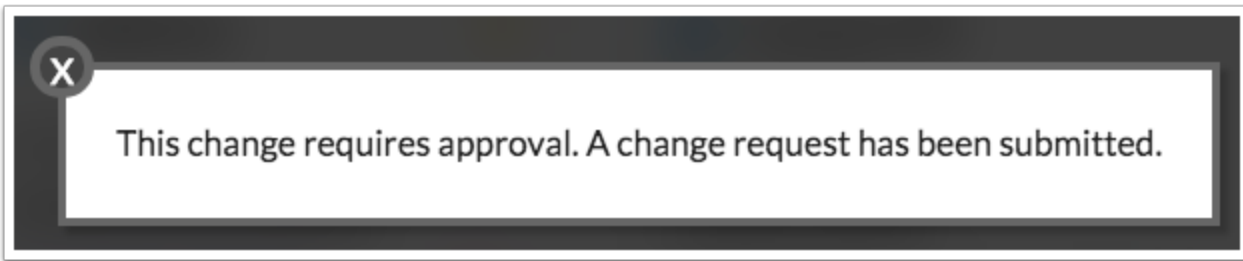 X
This change requires approval. A change request has been submitted.